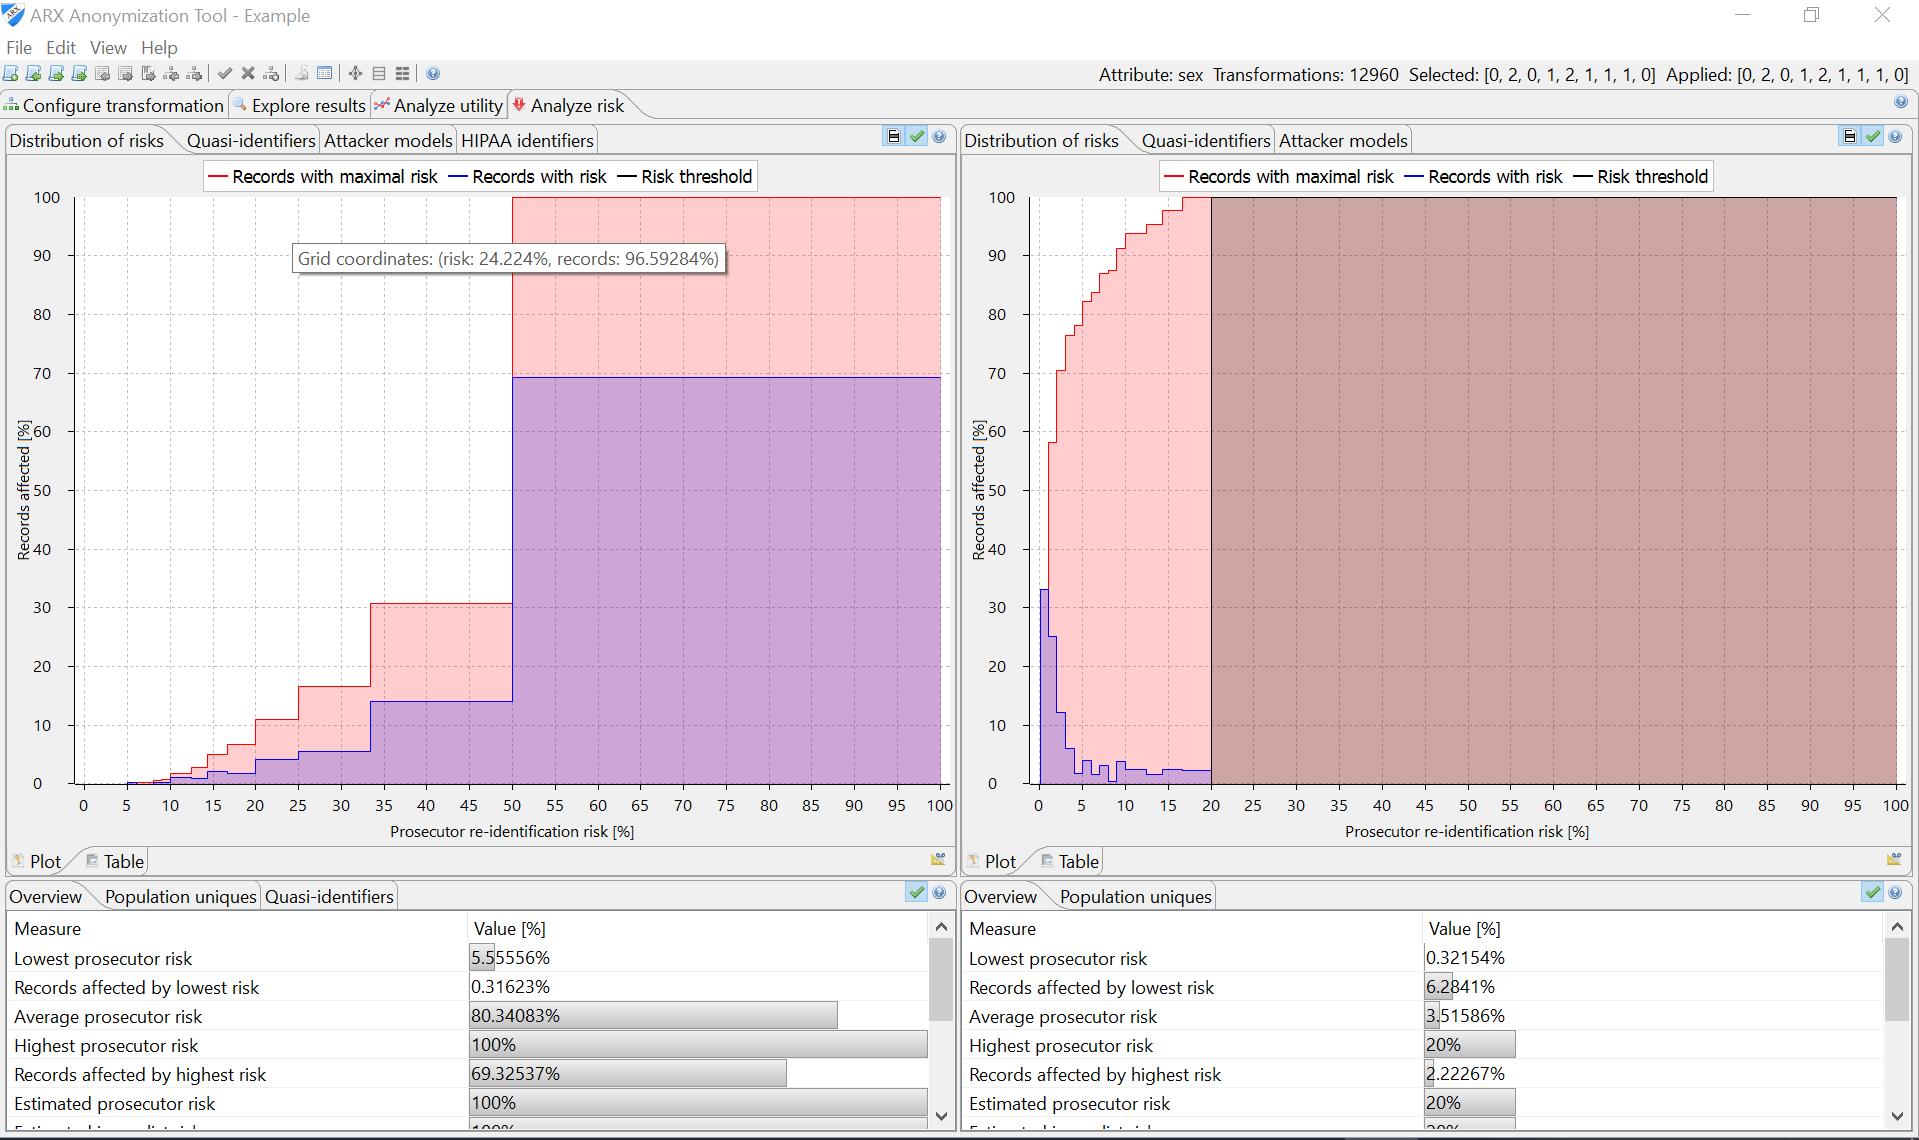 ARX Anonymization Tool - Example
File Edit View Help
Attribute: sex Transformations: 12960 Selected: [0, 2, 0, 1, 2, 1, 1, 1, 0] Applied: [0, 2, 0, 1, 2, 1, 1, 1, 0]
Configure transformation Explore results Analyze utility Analyze risk
Distribution of risks Quasi-identifiers Attacker models HIPAA identifiers
Records with maximal risk Records with risk Risk threshold
100
90
80
70
60
50
40
30
20
10
0
Records affected [%]
Grid coordinates: (risk: 24.224%, records: 96.59284%)
0 5 10 15 20 25 30 35 40 45 50 55 60 65 70 75 80 85 90 95 100
Prosecutor re-identification risk [%]
Plot Table
Distribution of risks Quasi-identifiers Attacker models
Records with maximal risk Records with risk Risk threshold
100
90
80
70
60
50
40
30
20
10
0
Records affected [%]
0 5 10 15 20 25 30 35 40 45 50 55 60 65 70 75 80 85 90 95 100
Prosecutor re-identification risk [%]
Plot Table
Overview Population uniques Quasi-identifiers
Measure Value [%]
Lowest prosecutor risk 5.55556%
Records affected by lowest risk 0.31623%
Average prosecutor risk 80.34083%
Highest prosecutor risk 100%
Records affected by highest risk 69.32537%
Estimated prosecutor risk 100%
Overview Population uniques
Measure Value [%]
Lowest prosecutor risk 0.32154%
Records affected by lowest risk 6.2841%
Average prosecutor risk 3.51586%
Highest prosecutor risk 20%
Records affected by highest risk 2.22267%
Estimated prosecutor risk 20%